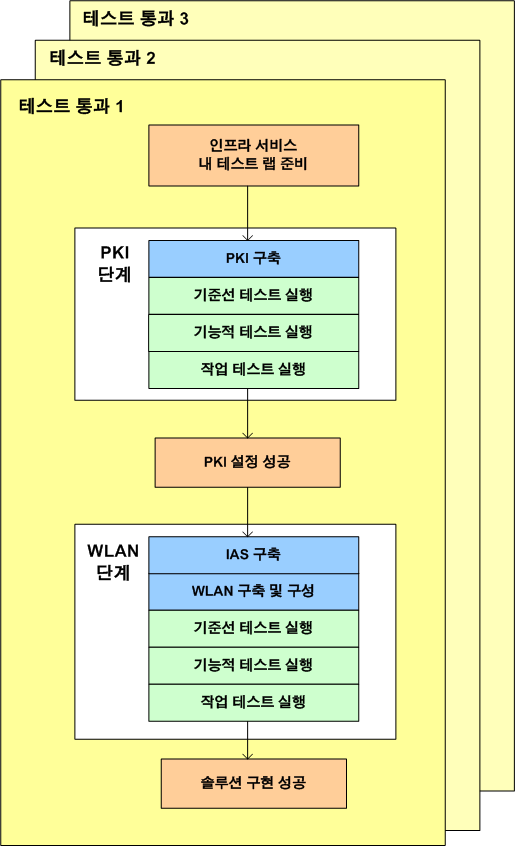 테스트 통과 3
테스트 통과 2
테스트 통과 1
인프라 서비스
내 테스트 랩 준비
PKI
단계
PKI 구축
기준선 테스트 실행
기능적 테스트 실행
작업 테스트 실행
PKI 설정 성공
WLAN
단계
IAS 구축
WLAN 구축 및 구성
기준선 테스트 실행
기능적 테스트 실행
작업 테스트 실행
솔루션 구현 성공